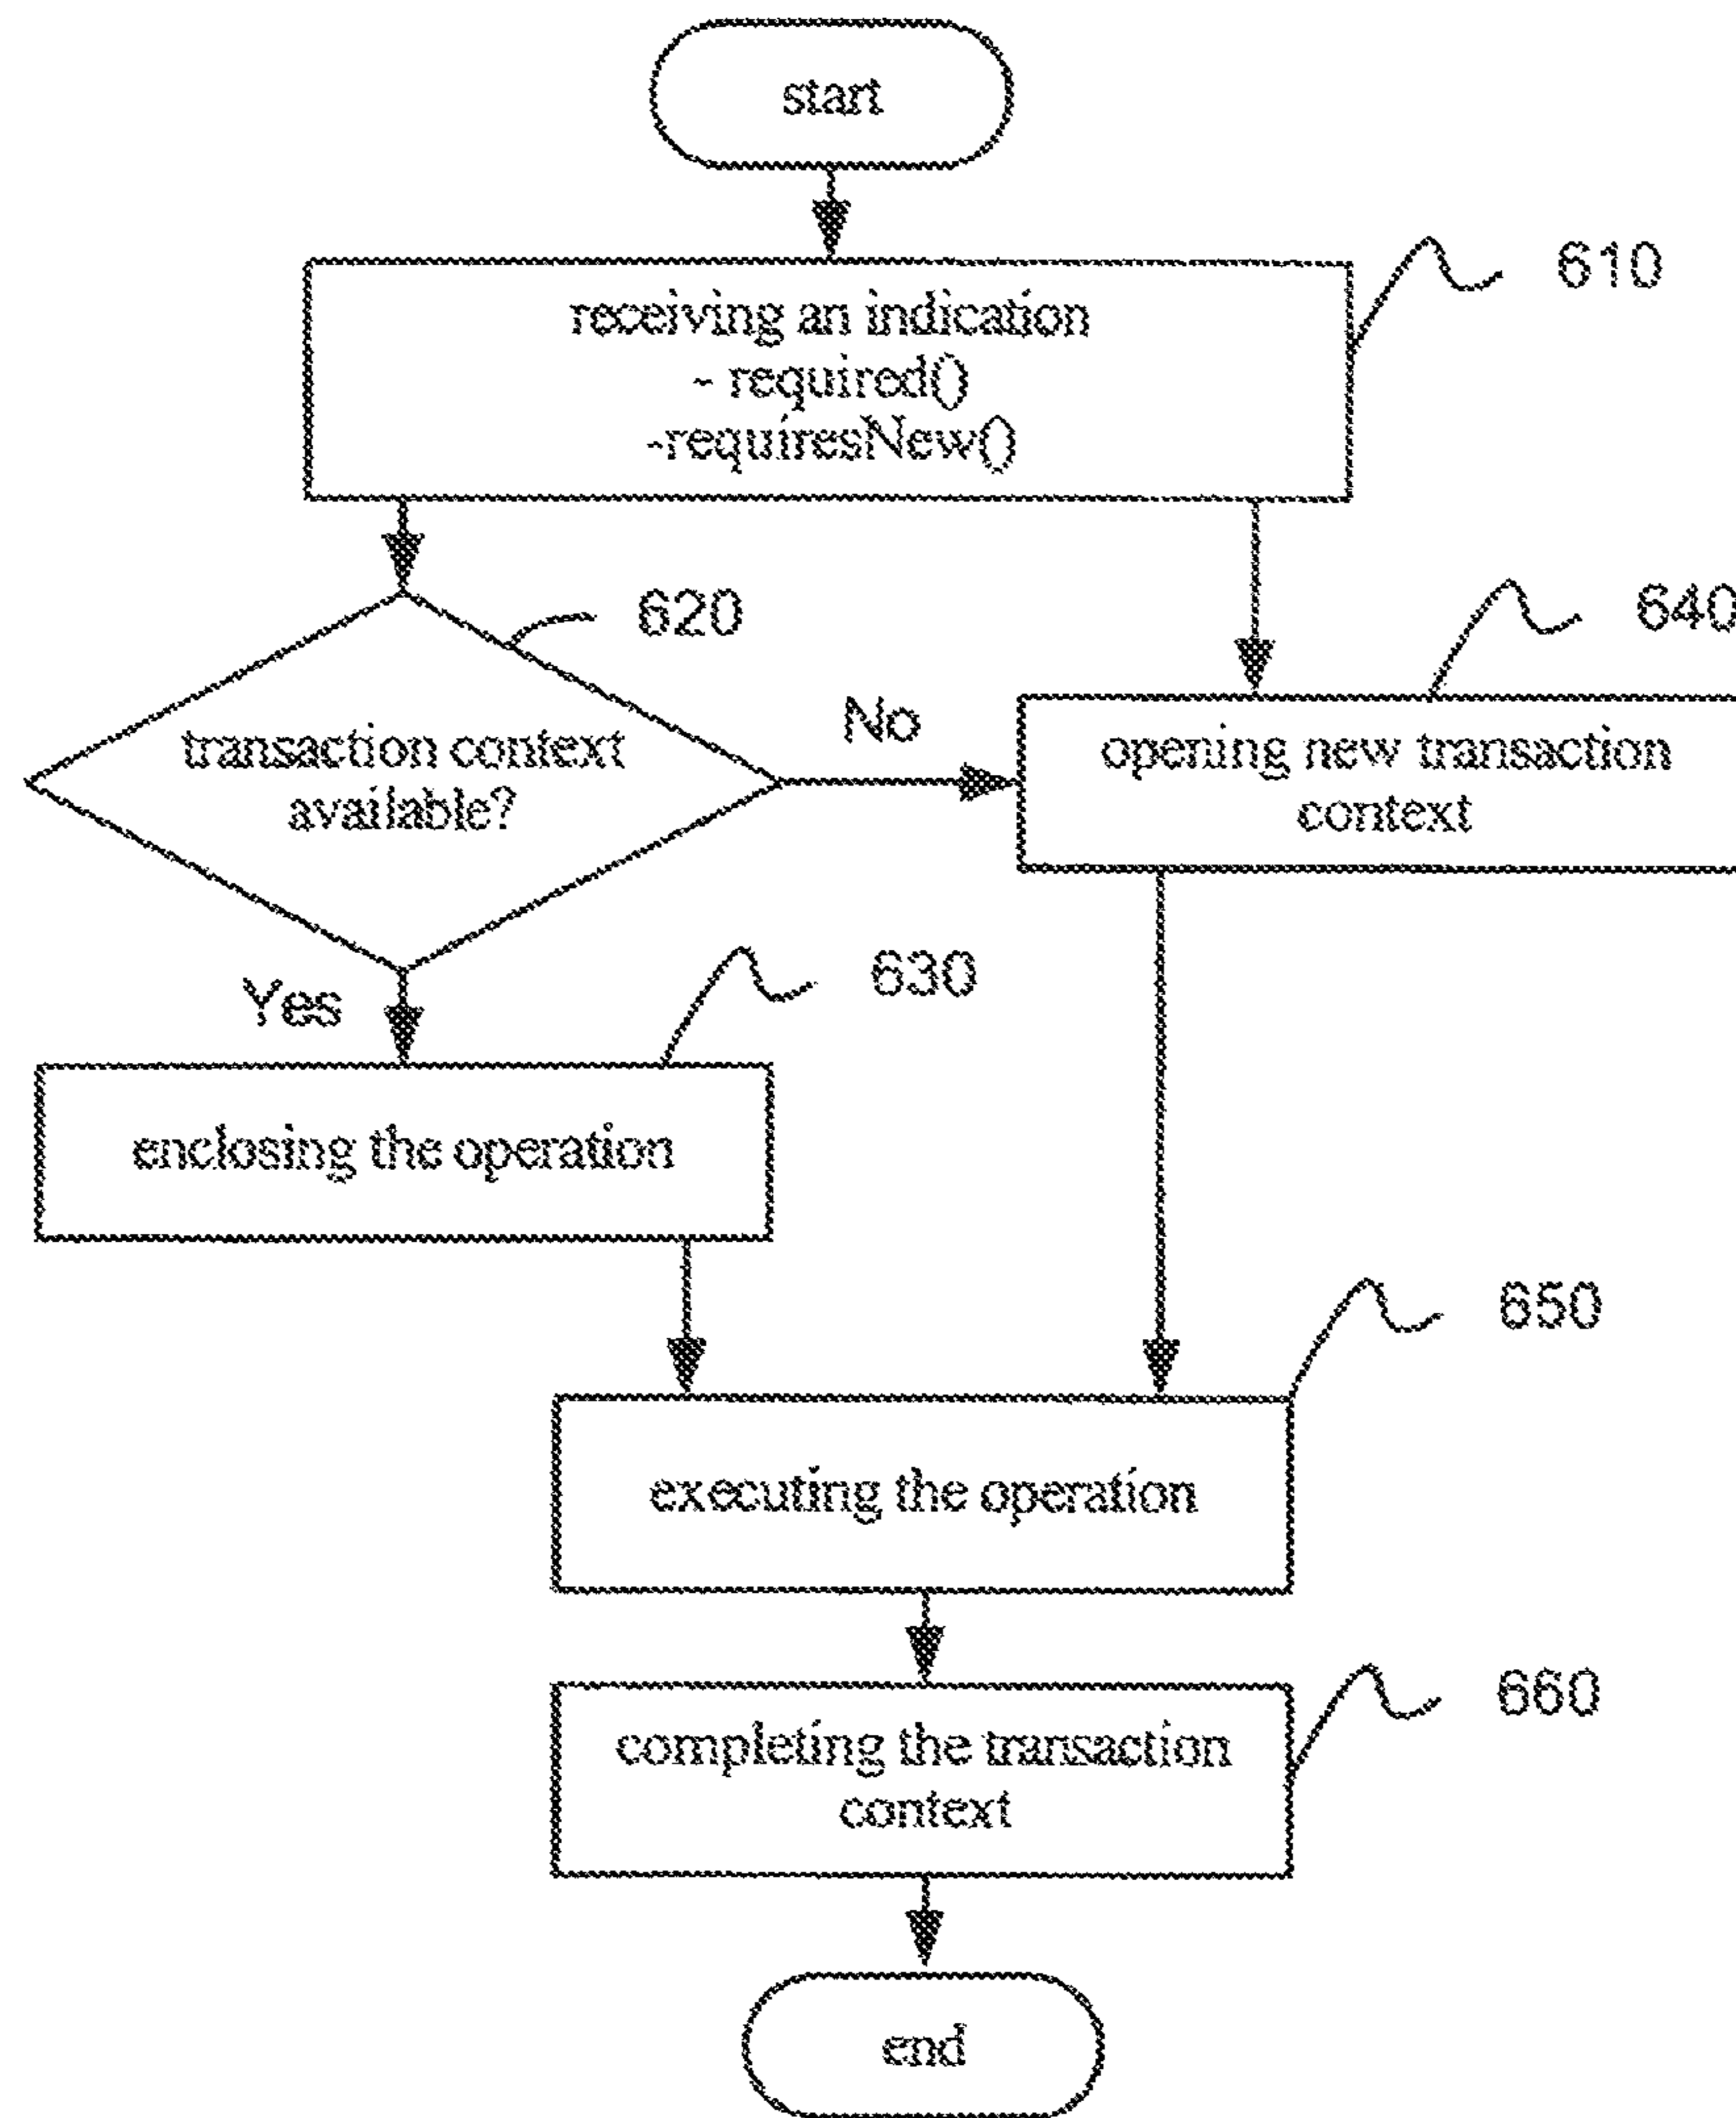 start
610
receiving an indication
- required()
-requiresNew()
620
640
transaction context
available?
No
opening new transaction
context
Yes
630
enclosing the operation
650
executing the operation
660
completing the transaction
context
end